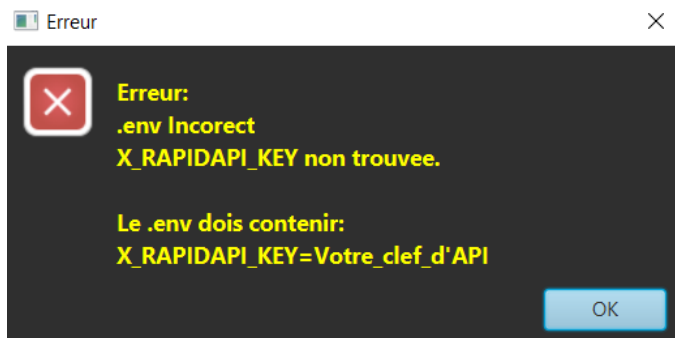 Erreur
Erreur:
.env Incorect
X_RAPIDAPI_KEY non trouvee.
Le .env dois contenir:
X_RAPIDAPI_KEY=Votre_clef_d'API
OK